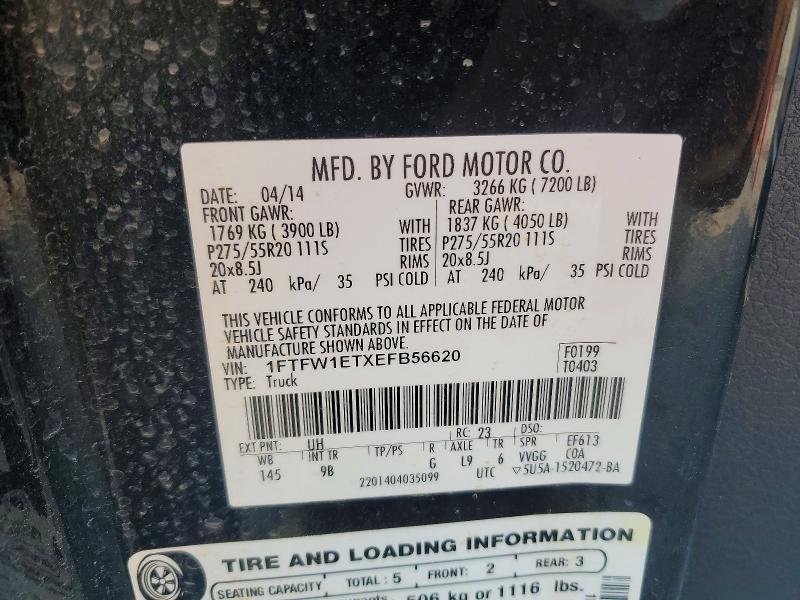 MFD. BY FORD MOTOR CO.
DATE: 04/14 GVWR: 3266 KG ( 7200 LB)
FRONT GAWR: REAR GAWR:
1769 KG ( 3900 LB) WITH 1837 KG ( 4050 LB) WITH
P275/55R20 111S TIRES P275/55R20 111S TIRES
20x8.5J RIMS 20x8.5J RIMS
AT 240 kPa/ 35 PSI COLD AT 240 kPa/ 35 PSI COLD
THIS VEHICLE CONFORMS TO ALL APPLICABLE FEDERAL MOTOR
VEHICLE SAFETY STANDARDS IN EFFECT ON THE DATE OF
MANUFACTURE SHOWN ABOVE.
VIN: 1FTFW1ETXEFB56620 F0199
TYPE: Truck T0403
EXT PNT: UH RC: 23 DSO:
WB INT TR TP/PS R AXLE TR SPR EF613
145 9B G L9 6 VVGG COA
2201404035099 UTC ▽5U5A-1520472-BA
TIRE AND LOADING INFORMATION
SEATING CAPACITY TOTAL : 5 FRONT: 2 REAR: 3
506 kg or 1116 lbs.